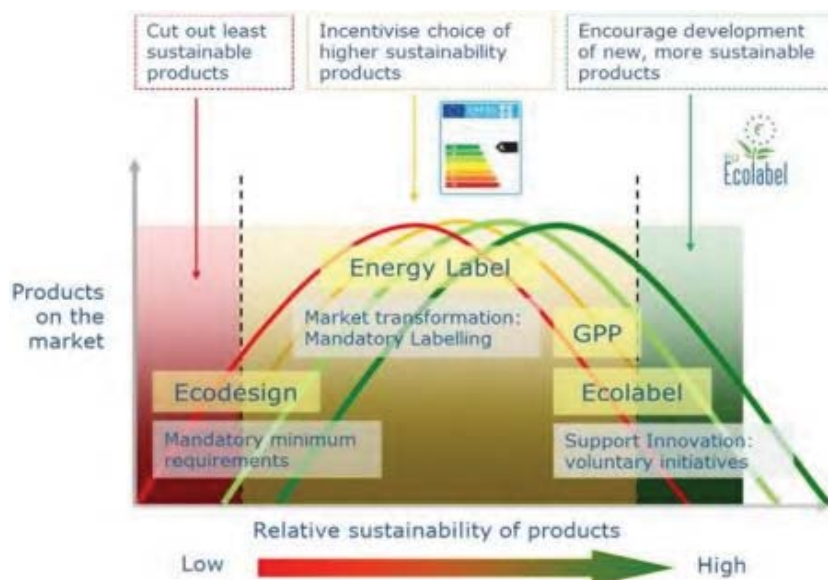 Cut out least
sustainable
products
Incentivise choice of
higher sustainability
products
Encourage development
of new, more sustainable
products
Ecolabel
Products
on the
market
Energy Label
Market transformation:
Mandatory Labelling
GPP
Ecodesign
Ecolabel
Mandatory minimum
requirements
Support Innovation:
voluntary initiatives
Relative sustainability of products
Low
High